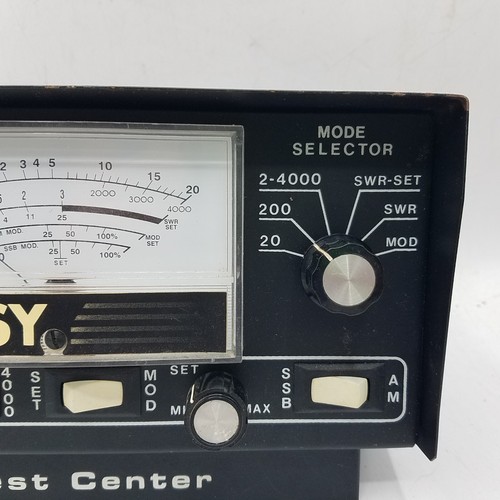 MODE
SELECTOR
2-4000 SWR-SET
200 SWR
20 MOD
2 3 4 5 10 15 20
3 2000 3000 4000
4 11 25 SWR SET
MOD. 25 50 100% MOD SET
SSB MOD. 25 50 100%
SET
SY
4000 SET MOD
SET
MAX
SSB AM
est Center